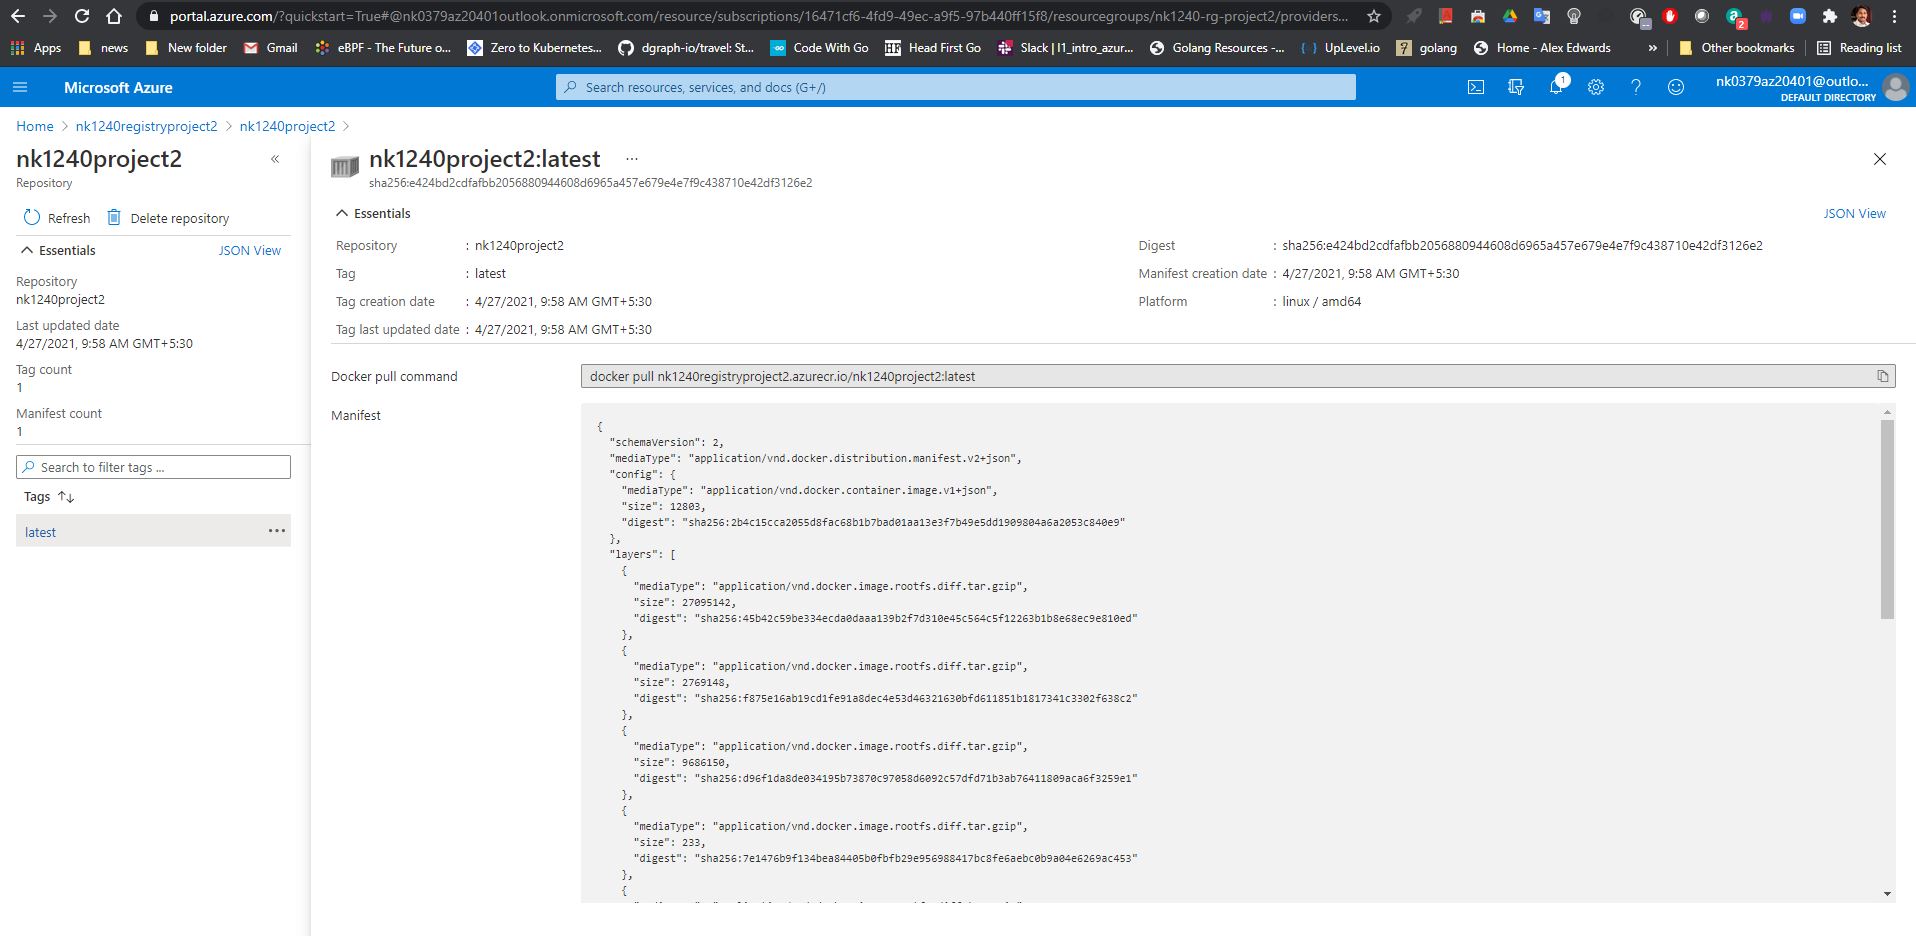 portal.azure.com/?quickstart=True#@nk0379az20401outlook.onmicrosoft.com/resource/subscriptions/16471cf6-4fd9-49ec-a9f5-97b440ff15f8/resourcegroups/nk1240-rg-project2/providers...
Apps news New folder Gmail eBPF - The Future o... Zero to Kubernetes... dgraph-io/travel: St... Code With Go Head First Go Slack | l1_intro_azur... Golang Resources -... UpLevel.io golang Home - Alex Edwards » Other bookmarks Reading list
Microsoft Azure
Search resources, services, and docs (G+/)
1
nk0379az20401@outlo...
DEFAULT DIRECTORY
Home > nk1240registryproject2 > nk1240project2 >
nk1240project2
Repository
Refresh Delete repository
Essentials JSON View
Repository
nk1240project2
Last updated date
4/27/2021, 9:58 AM GMT+5:30
Tag count
1
Manifest count
1
Search to filter tags ...
Tags
latest ...
nk1240project2:latest ...
sha256:e424bd2cdfafbb2056880944608d6965a457e679e4e7f9c438710e42df3126e2
Essentials JSON View
Repository : nk1240project2
Tag : latest
Tag creation date : 4/27/2021, 9:58 AM GMT+5:30
Tag last updated date : 4/27/2021, 9:58 AM GMT+5:30
Digest : sha256:e424bd2cdfafbb2056880944608d6965a457e679e4e7f9c438710e42df3126e2
Manifest creation date : 4/27/2021, 9:58 AM GMT+5:30
Platform : linux / amd64
Docker pull command docker pull nk1240registryproject2.azurecr.io/nk1240project2:latest
Manifest
{
"schemaVersion": 2,
"mediaType": "application/vnd.docker.distribution.manifest.v2+json",
"config": {
"mediaType": "application/vnd.docker.container.image.v1+json",
"size": 12803,
"digest": "sha256:2b4c15cca2055d8fac68b1b7bad01aa13e3f7b49e5dd1909804a6a2053c840e9"
},
"layers": [
{
"mediaType": "application/vnd.docker.image.rootfs.diff.tar.gzip",
"size": 27095142,
"digest": "sha256:45b42c59be334ecda0daaa139b2f7d310e45c564c5f12263b1b8e68ec9e810ed"
},
{
"mediaType": "application/vnd.docker.image.rootfs.diff.tar.gzip",
"size": 2769148,
"digest": "sha256:f875e16ab19cd1fe91a8dec4e53d46321630bfd611851b1817341c3302f638c2"
},
{
"mediaType": "application/vnd.docker.image.rootfs.diff.tar.gzip",
"size": 9686150,
"digest": "sha256:d96f1da8de034195b73870c97058d6092c57dfd71b3ab76411809aca6f3259e1"
},
{
"mediaType": "application/vnd.docker.image.rootfs.diff.tar.gzip",
"size": 233,
"digest": "sha256:7e1476b9f134bea84405b0fbfb29e956988417bc8fe6aebc0b9a04e6269ac453"
},
{